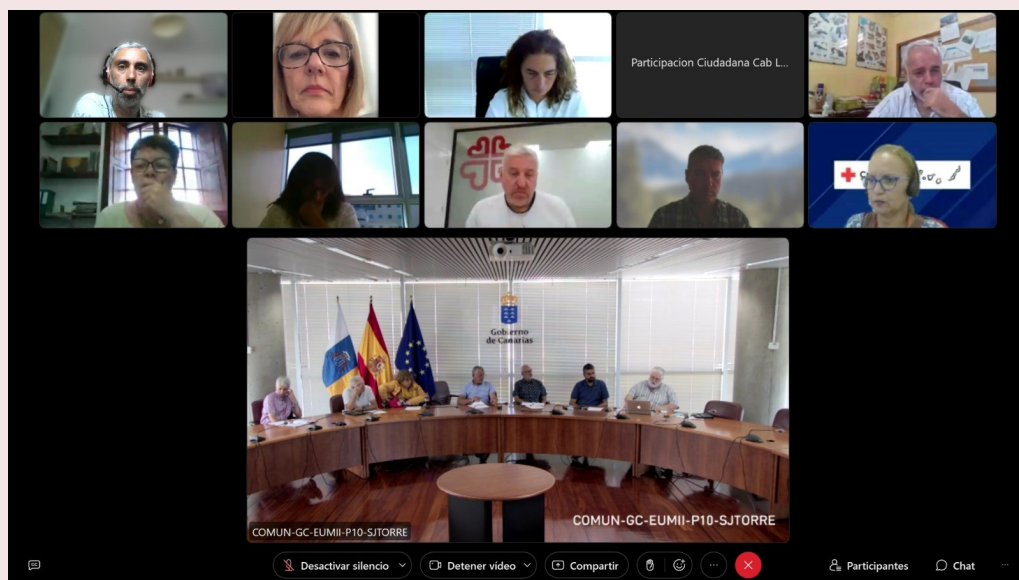 Participacion Ciudadana Cab L...
Gobierno
de Canarias
COMUN-GC-EUMII-P10-SJTORRE
COMUN-GC-EUMII-P10-SJTORRE
Desactivar silencio
Detener vídeo
Compartir
Participantes
Chat